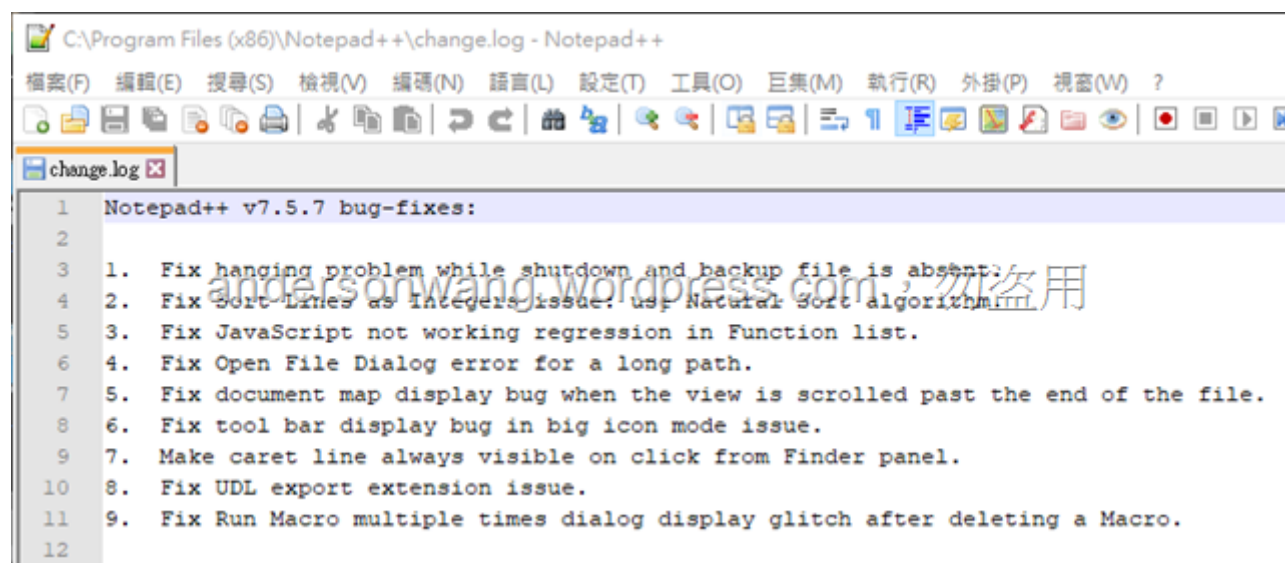 C:\Program Files (x86)\Notepad++\change.log - Notepad++
檔案(F) 編輯(E) 搜尋(S) 檢視(V) 編碼(N) 語言(L) 設定(T) 工具(O) 巨集(M) 執行(R) 外掛(P) 視窗(W) ?
change.log
1 Notepad++ v7.5.7 bug-fixes:
2
3 1. Fix hanging problem while shutdown and backup file is absent.
andersonwang.wordpress.com，勿盜用
4 2. Fix Sort Lines as Integers issue: use Natural Sort algorithm.
5 3. Fix JavaScript not working regression in Function list.
6 4. Fix Open File Dialog error for a long path.
7 5. Fix document map display bug when the view is scrolled past the end of the file.
8 6. Fix tool bar display bug in big icon mode issue.
9 7. Make caret line always visible on click from Finder panel.
10 8. Fix UDL export extension issue.
11 9. Fix Run Macro multiple times dialog display glitch after deleting a Macro.
12